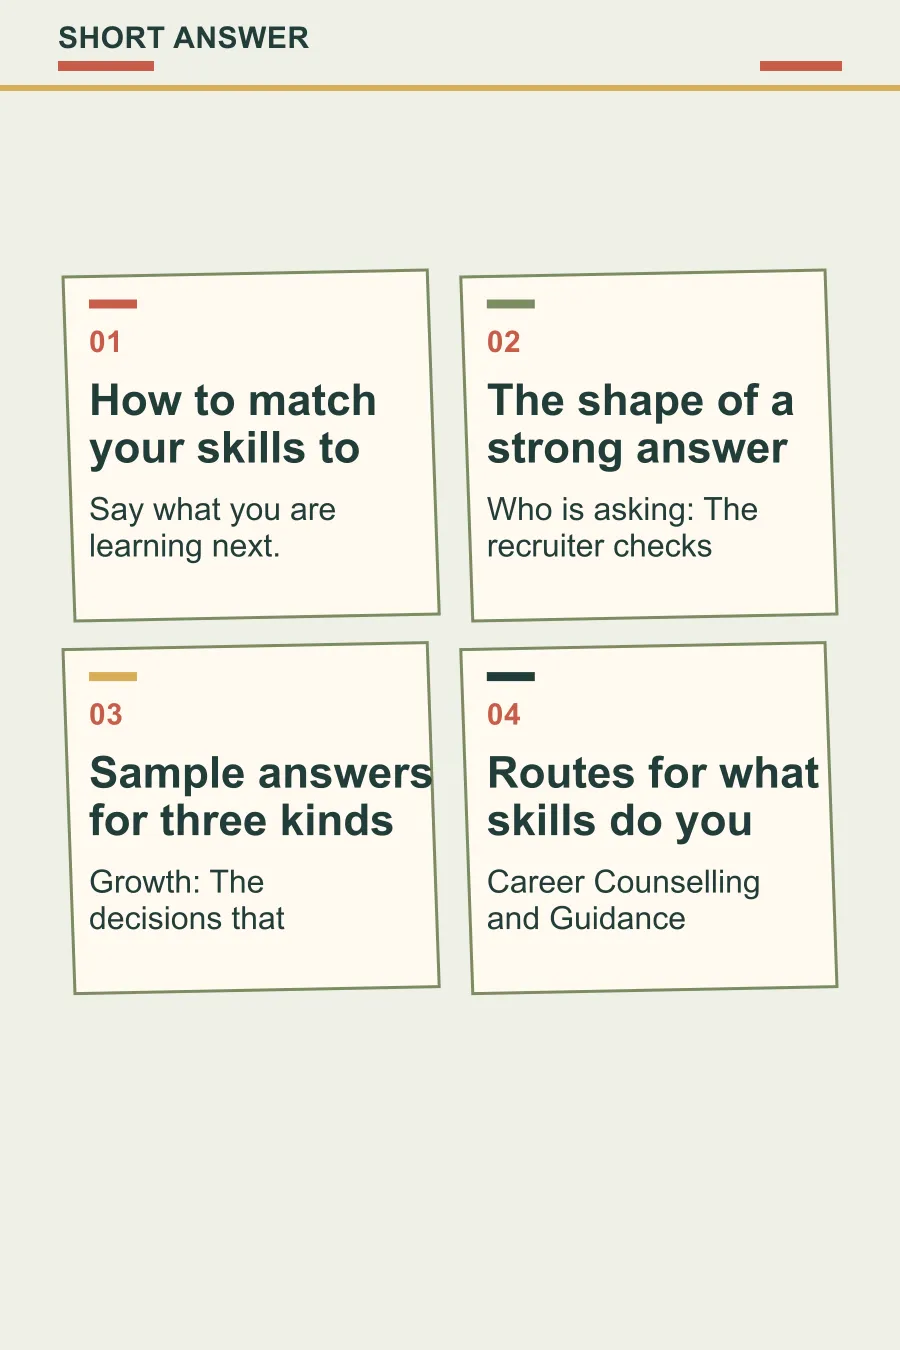 SHORT ANSWER
01
How to match
your skills to
Say what you are
learning next.
02
The shape of a
strong answer
Who is asking: The
recruiter checks
03
Sample answers
for three kinds
Growth: The
decisions that
04
Routes for what
skills do you
Career Counselling
and Guidance